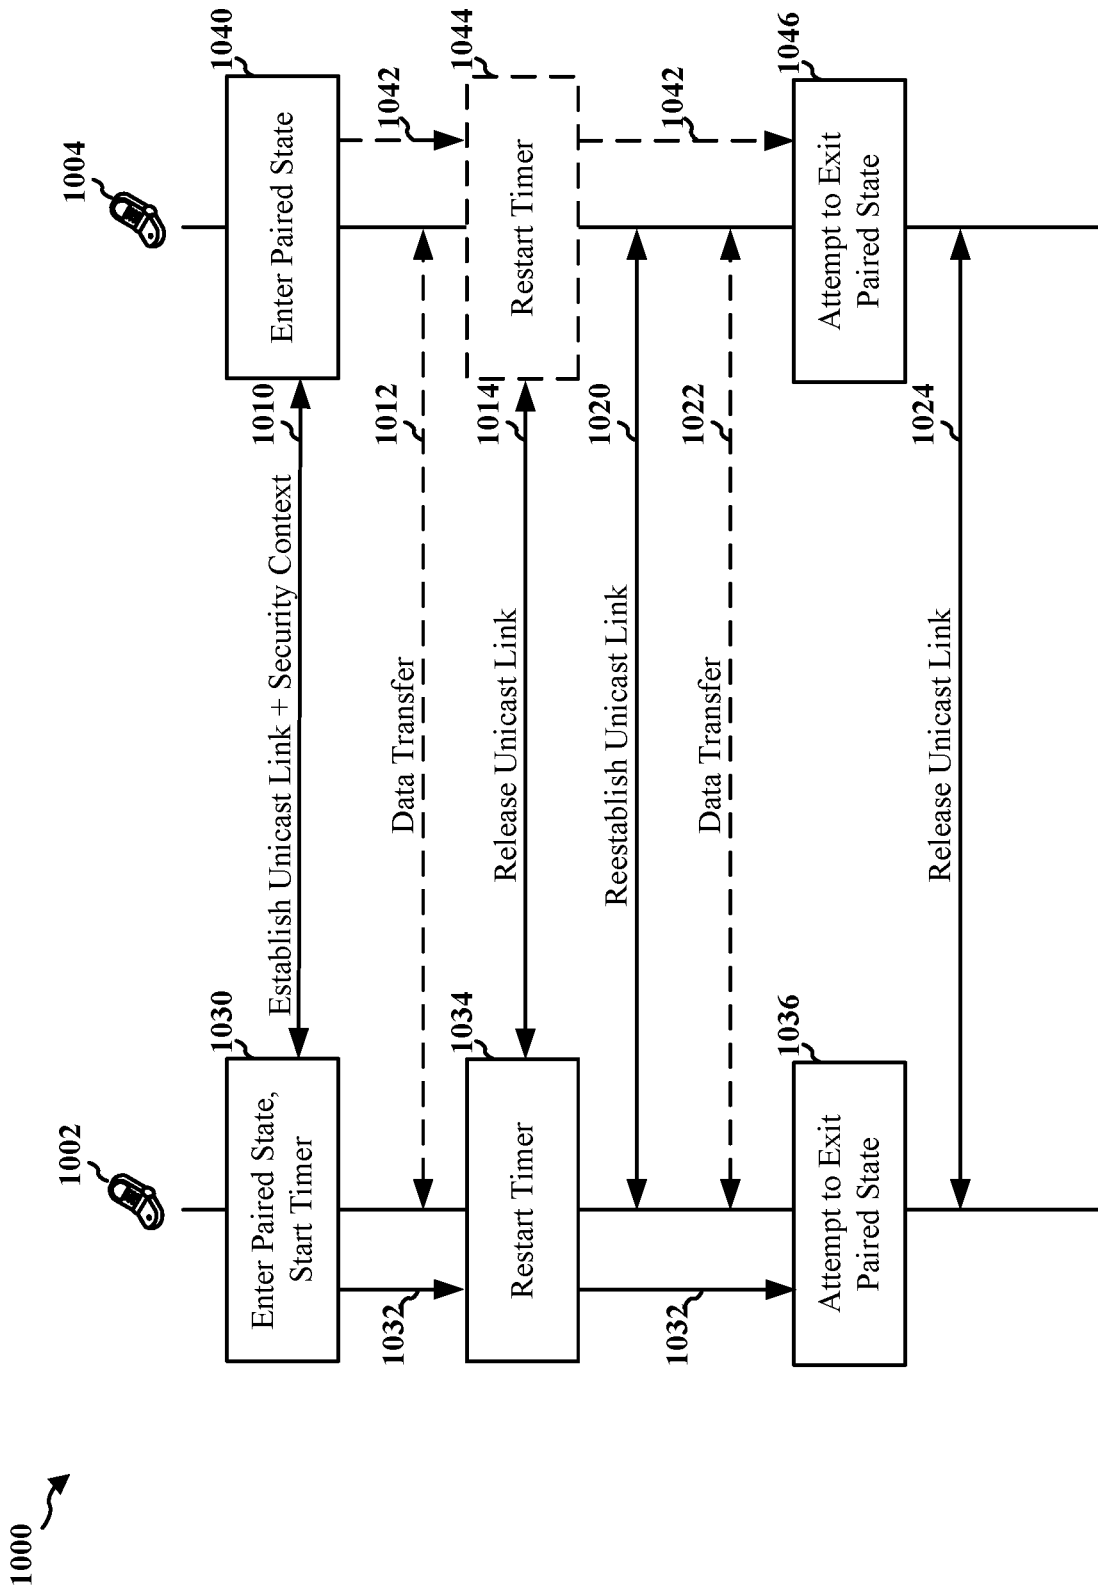 1000
1002
1004
1030
Enter Paired State,
Start Timer
1040
Enter Paired State
Establish Unicast Link + Security Context
1010
1032
1042
Data Transfer
1012
1034
Restart Timer
1044
Restart Timer
Release Unicast Link
1014
Reestablish Unicast Link
1020
1032
1042
Data Transfer
1022
1036
Attempt to Exit
Paired State
1046
Attempt to Exit
Paired State
Release Unicast Link
1024